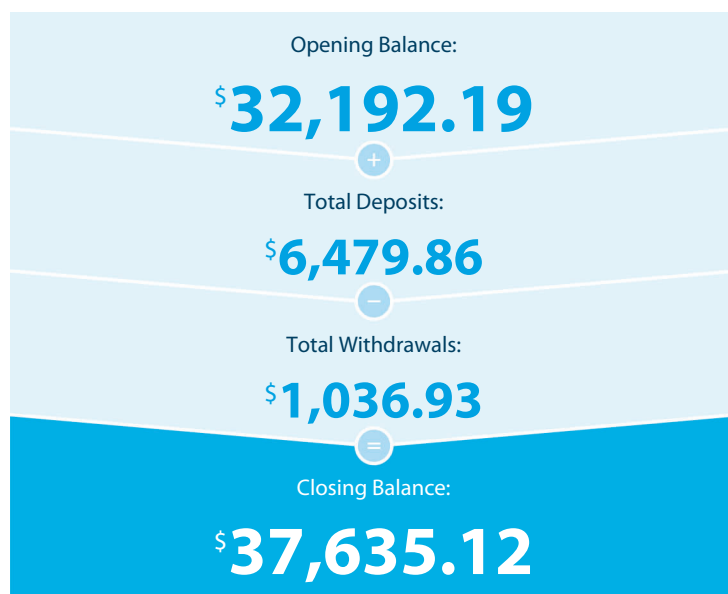 Opening Balance:
$32,192.19
+
Total Deposits:
$6,479.86
−
Total Withdrawals:
$1,036.93
=
Closing Balance:
$37,635.12